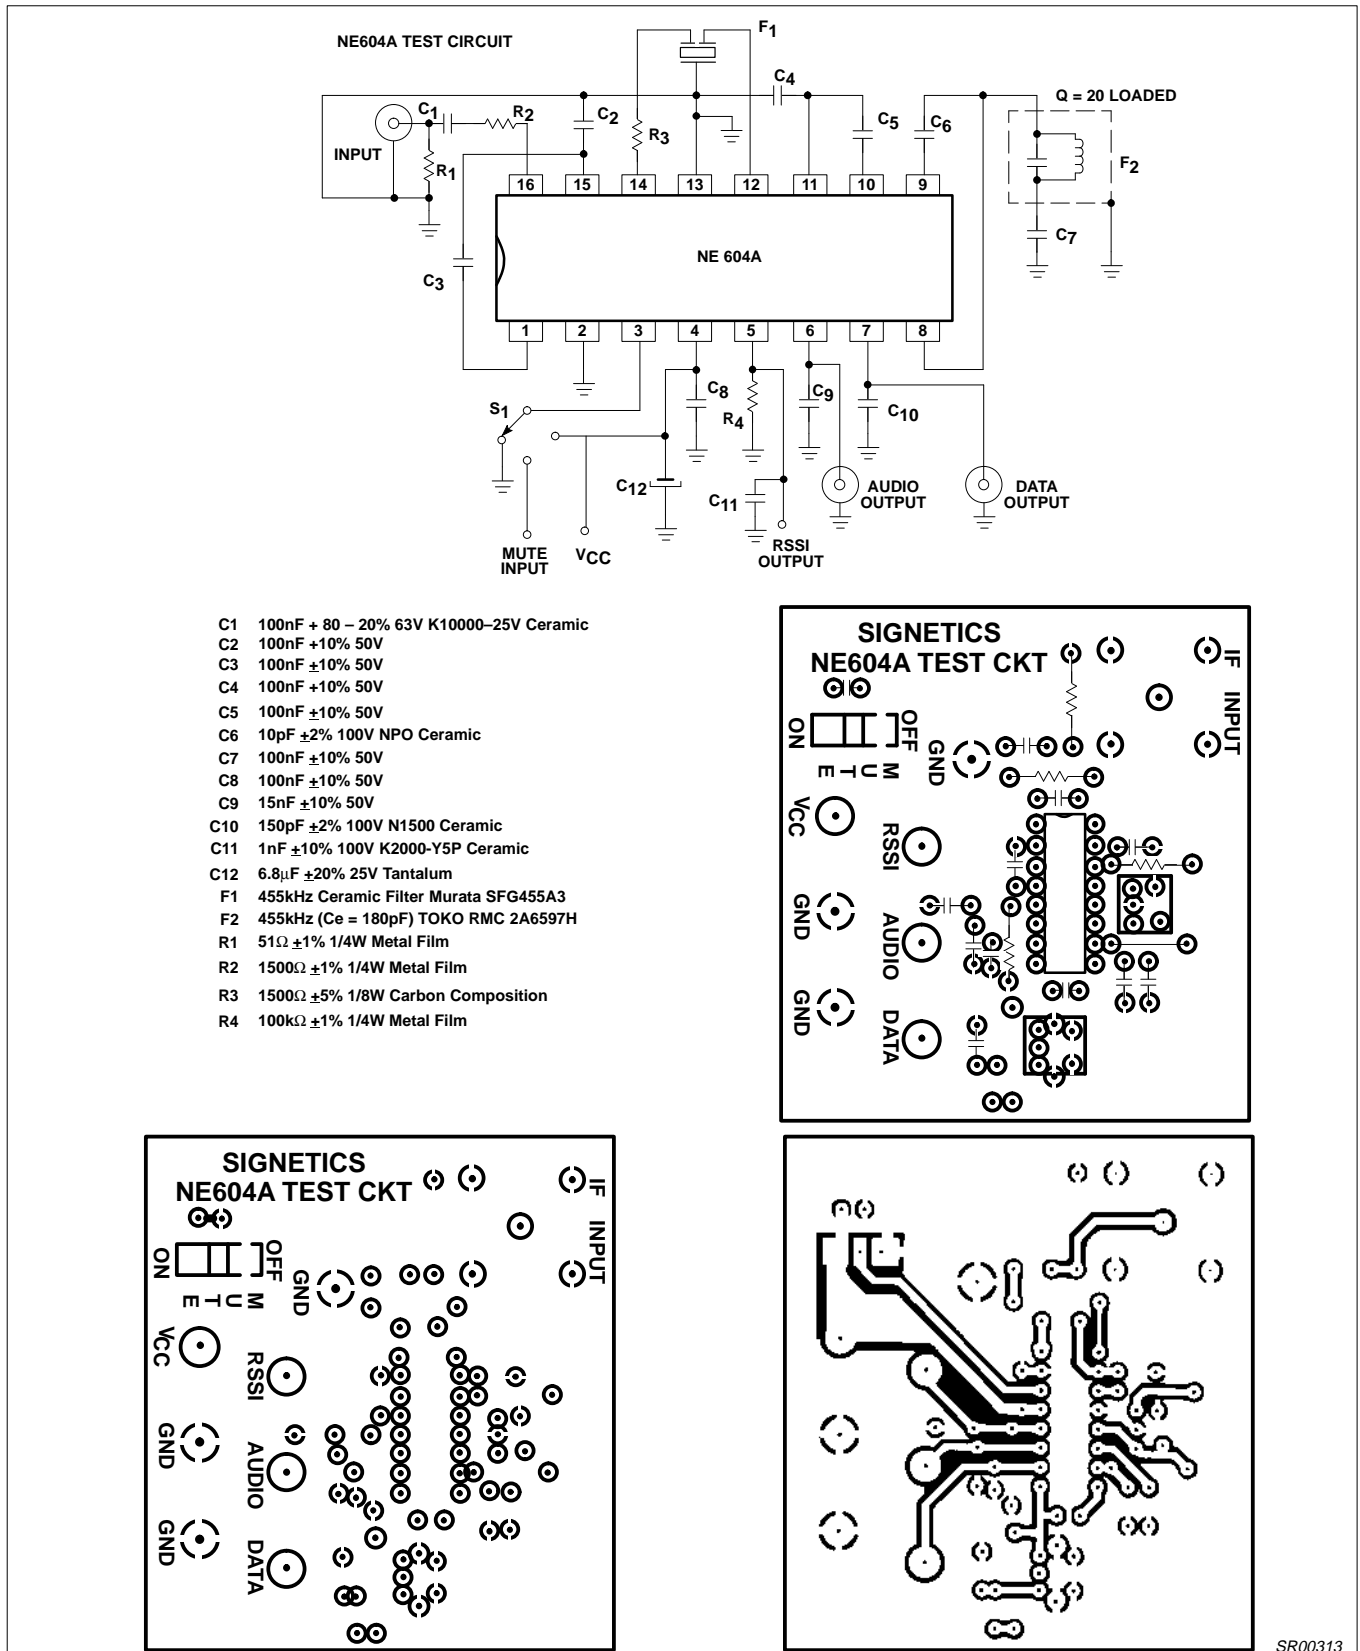 NE604A TEST CIRCUIT
F1
C4
Q = 20 LOADED
C1
R2
C2
R3
C5
C6
INPUT
R1
F2
16 15 14 13 12 11 10 9
C7
NE 604A
C3
1 2 3 4 5 6 7 8
S1
C8
R4
C9
C10
C12
C11
AUDIO
OUTPUT
DATA
OUTPUT
MUTE
INPUT
VCC
RSSI
OUTPUT
C1 100nF + 80 – 20% 63V K10000–25V Ceramic
C2 100nF +10% 50V
C3 100nF ±10% 50V
C4 100nF +10% 50V
C5 100nF ±10% 50V
C6 10pF ±2% 100V NPO Ceramic
C7 100nF ±10% 50V
C8 100nF ±10% 50V
C9 15nF ±10% 50V
C10 150pF ±2% 100V N1500 Ceramic
C11 1nF ±10% 100V K2000-Y5P Ceramic
C12 6.8µF ±20% 25V Tantalum
F1 455kHz Ceramic Filter Murata SFG455A3
F2 455kHz (Ce = 180pF) TOKO RMC 2A6597H
R1 51Ω ±1% 1/4W Metal Film
R2 1500Ω ±1% 1/4W Metal Film
R3 1500Ω ±5% 1/8W Carbon Composition
R4 100kΩ ±1% 1/4W Metal Film
SIGNETICS
NE604A TEST CKT
IF INPUT
ON
OFF
MUTE
GND
VCC
RSSI
GND
AUDIO
GND
DATA
SIGNETICS
NE604A TEST CKT
IF INPUT
ON
OFF
MUTE
GND
VCC
RSSI
GND
AUDIO
GND
DATA
SR00313